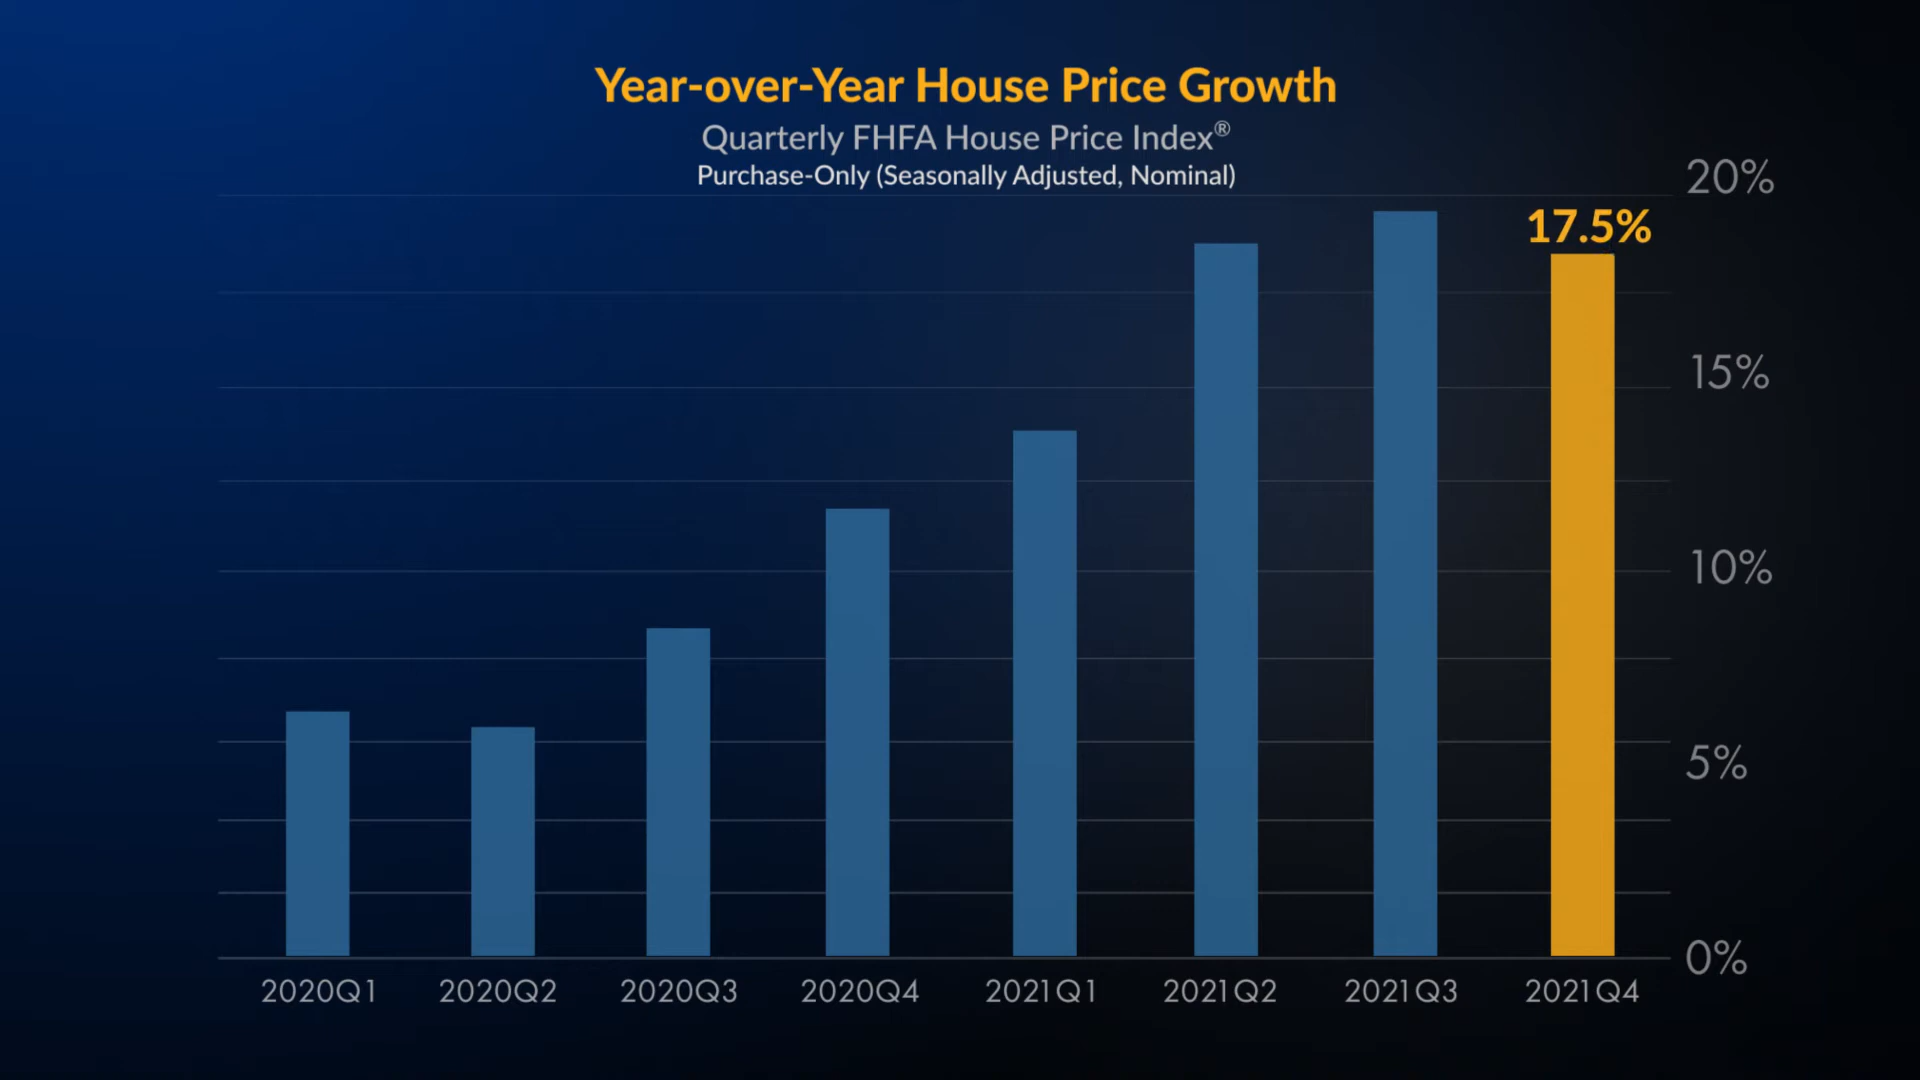 Year-over-Year House Price Growth
Quarterly FHFA House Price Index®
Purchase-Only (Seasonally Adjusted, Nominal)
20%
17.5%
15%
10%
5%
0%
2020Q1 2020Q2 2020Q3 2020Q4 2021Q1 2021Q2 2021Q3 2021Q4